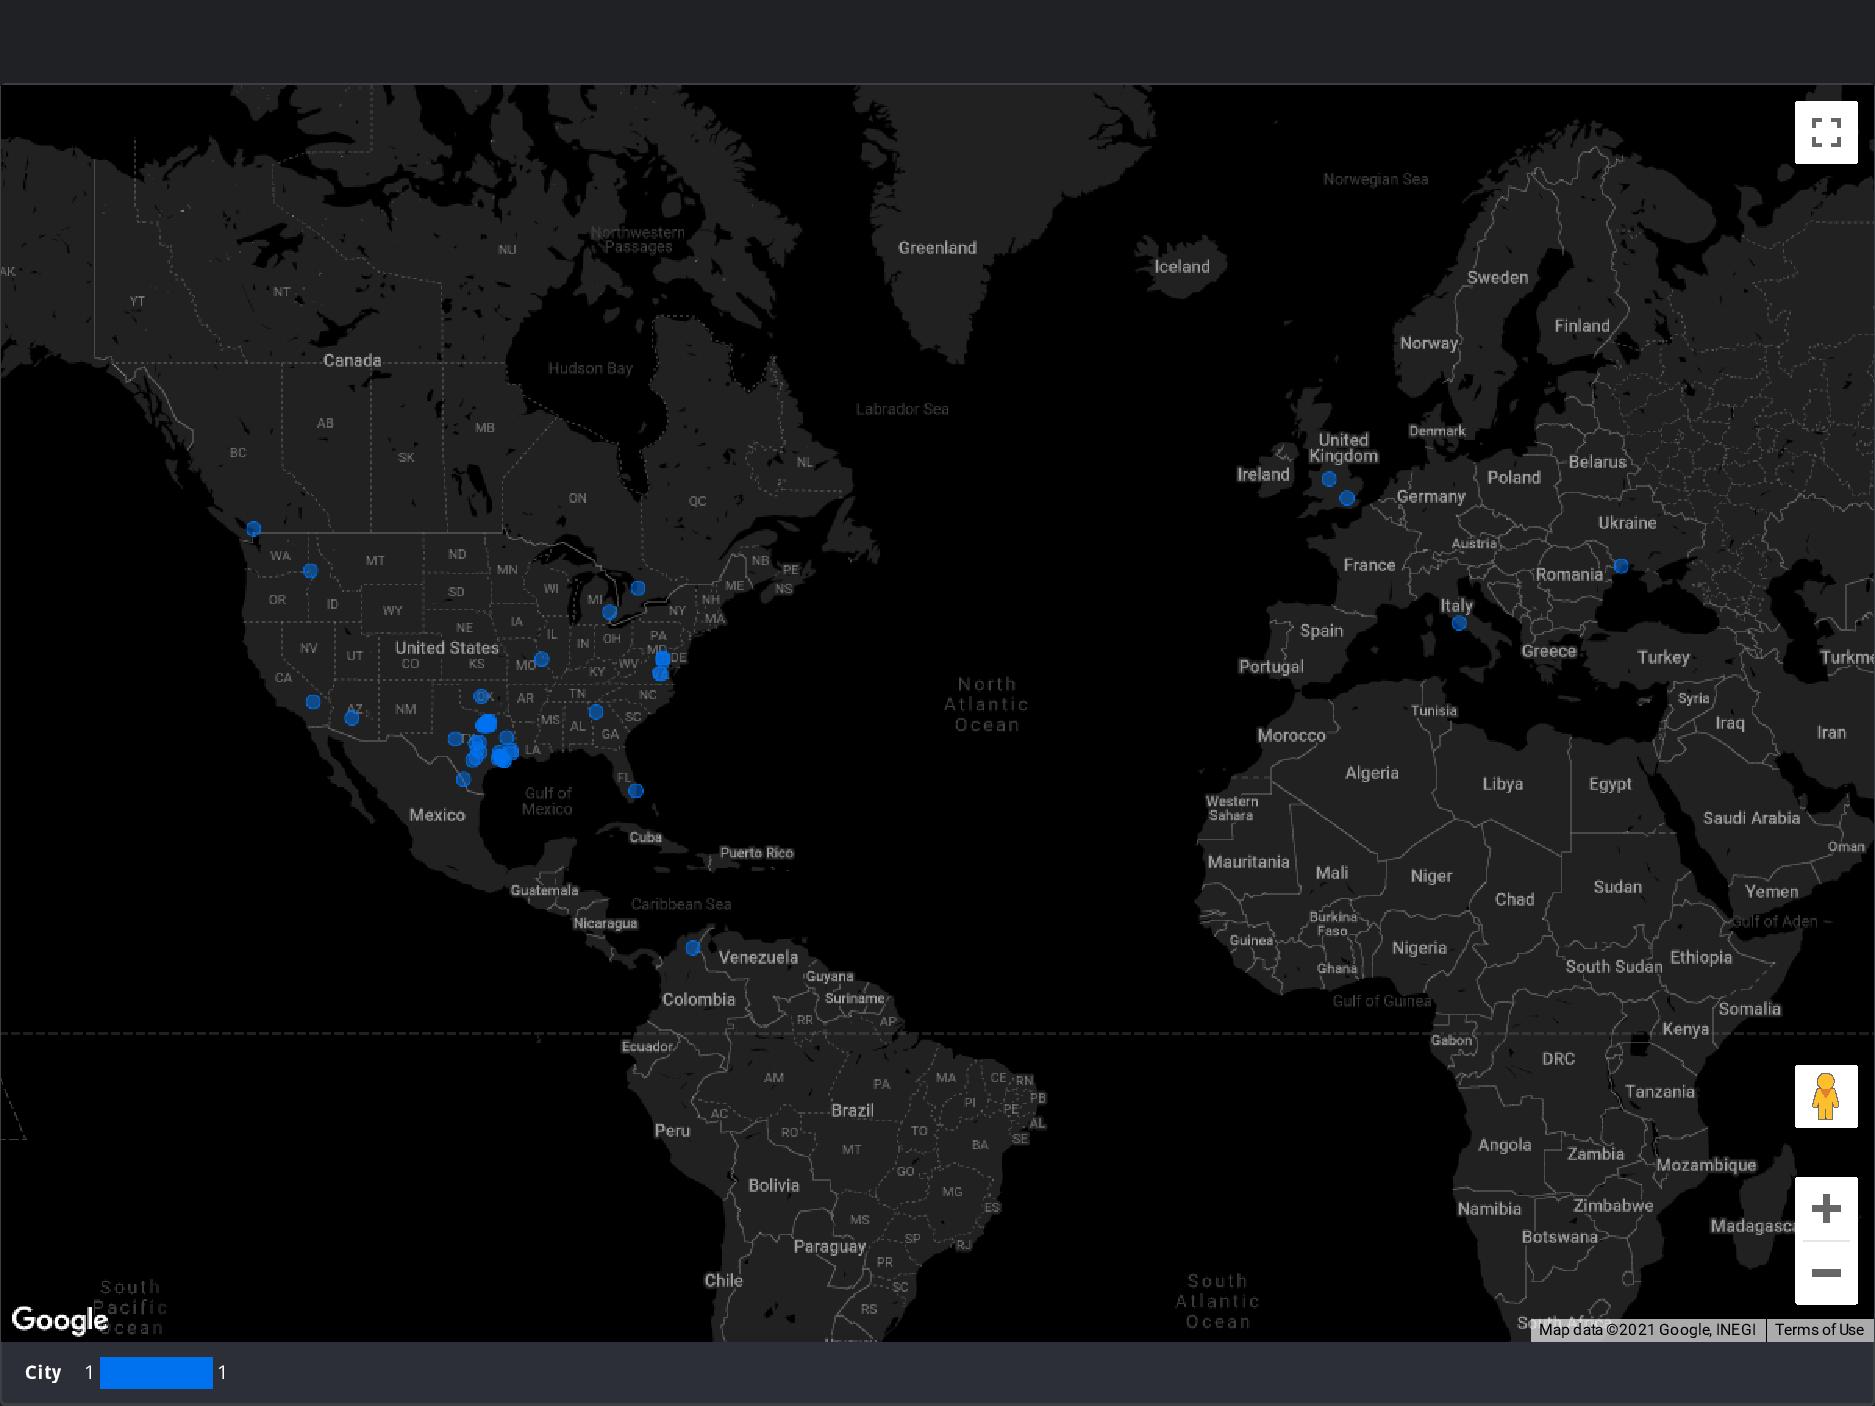 Norwegian Sea
Northwestern
Passages
NU
Greenland
Iceland
AK
NT
YT
Sweden
Finland
Norway
Canada
Hudson Bay
Labrador Sea
AB
MB
BC
SK
NL
ON
QC
Denmark
United
Kingdom
Ireland
Belarus
Poland
Germany
Ukraine
Austria
France
Romania
WA
MT
ND
MN
NB
PE
ME
NS
OR
ID
WY
SD
WI
MI
NH
NY
MA
Italy
Spain
Portugal
Greece
Turkey
Turkme
NV
UT
United States
CO
NE
IA
KS
MO
IL
IN
OH
PA
MD
DE
WV
KY
CA
AZ
NM
OK
AR
TN
NC
SC
MS
AL
GA
TX
LA
FL
North
Atlantic
Ocean
Tunisia
Syria
Iraq
Iran
Morocco
Algeria
Libya
Egypt
Gulf of
Mexico
Mexico
Cuba
Puerto Rico
Western
Sahara
Saudi Arabia
Oman
Mauritania
Mali
Niger
Chad
Sudan
Yemen
Gulf of Aden
Guatemala
Caribbean Sea
Nicaragua
Burkina
Faso
Guinea
Nigeria
Ghana
South Sudan
Ethiopia
Venezuela
Guyana
Suriname
Colombia
Gulf of Guinea
Somalia
RR
AP
Ecuador
Gabon
Kenya
DRC
AM
PA
MA
CE
RN
PB
PI
PE
AL
SE
Brazil
Tanzania
AC
RO
TO
BA
MT
Peru
Angola
Zambia
Mozambique
GO
MG
ES
Bolivia
Namibia
Zimbabwe
Botswana
Madagasca
MS
SP
RJ
Paraguay
PR
SC
RS
Chile
South
Pacific
Ocean
South
Atlantic
Ocean
South Africa
Google
Map data ©2021 Google, INEGI
Terms of Use
City 1 1